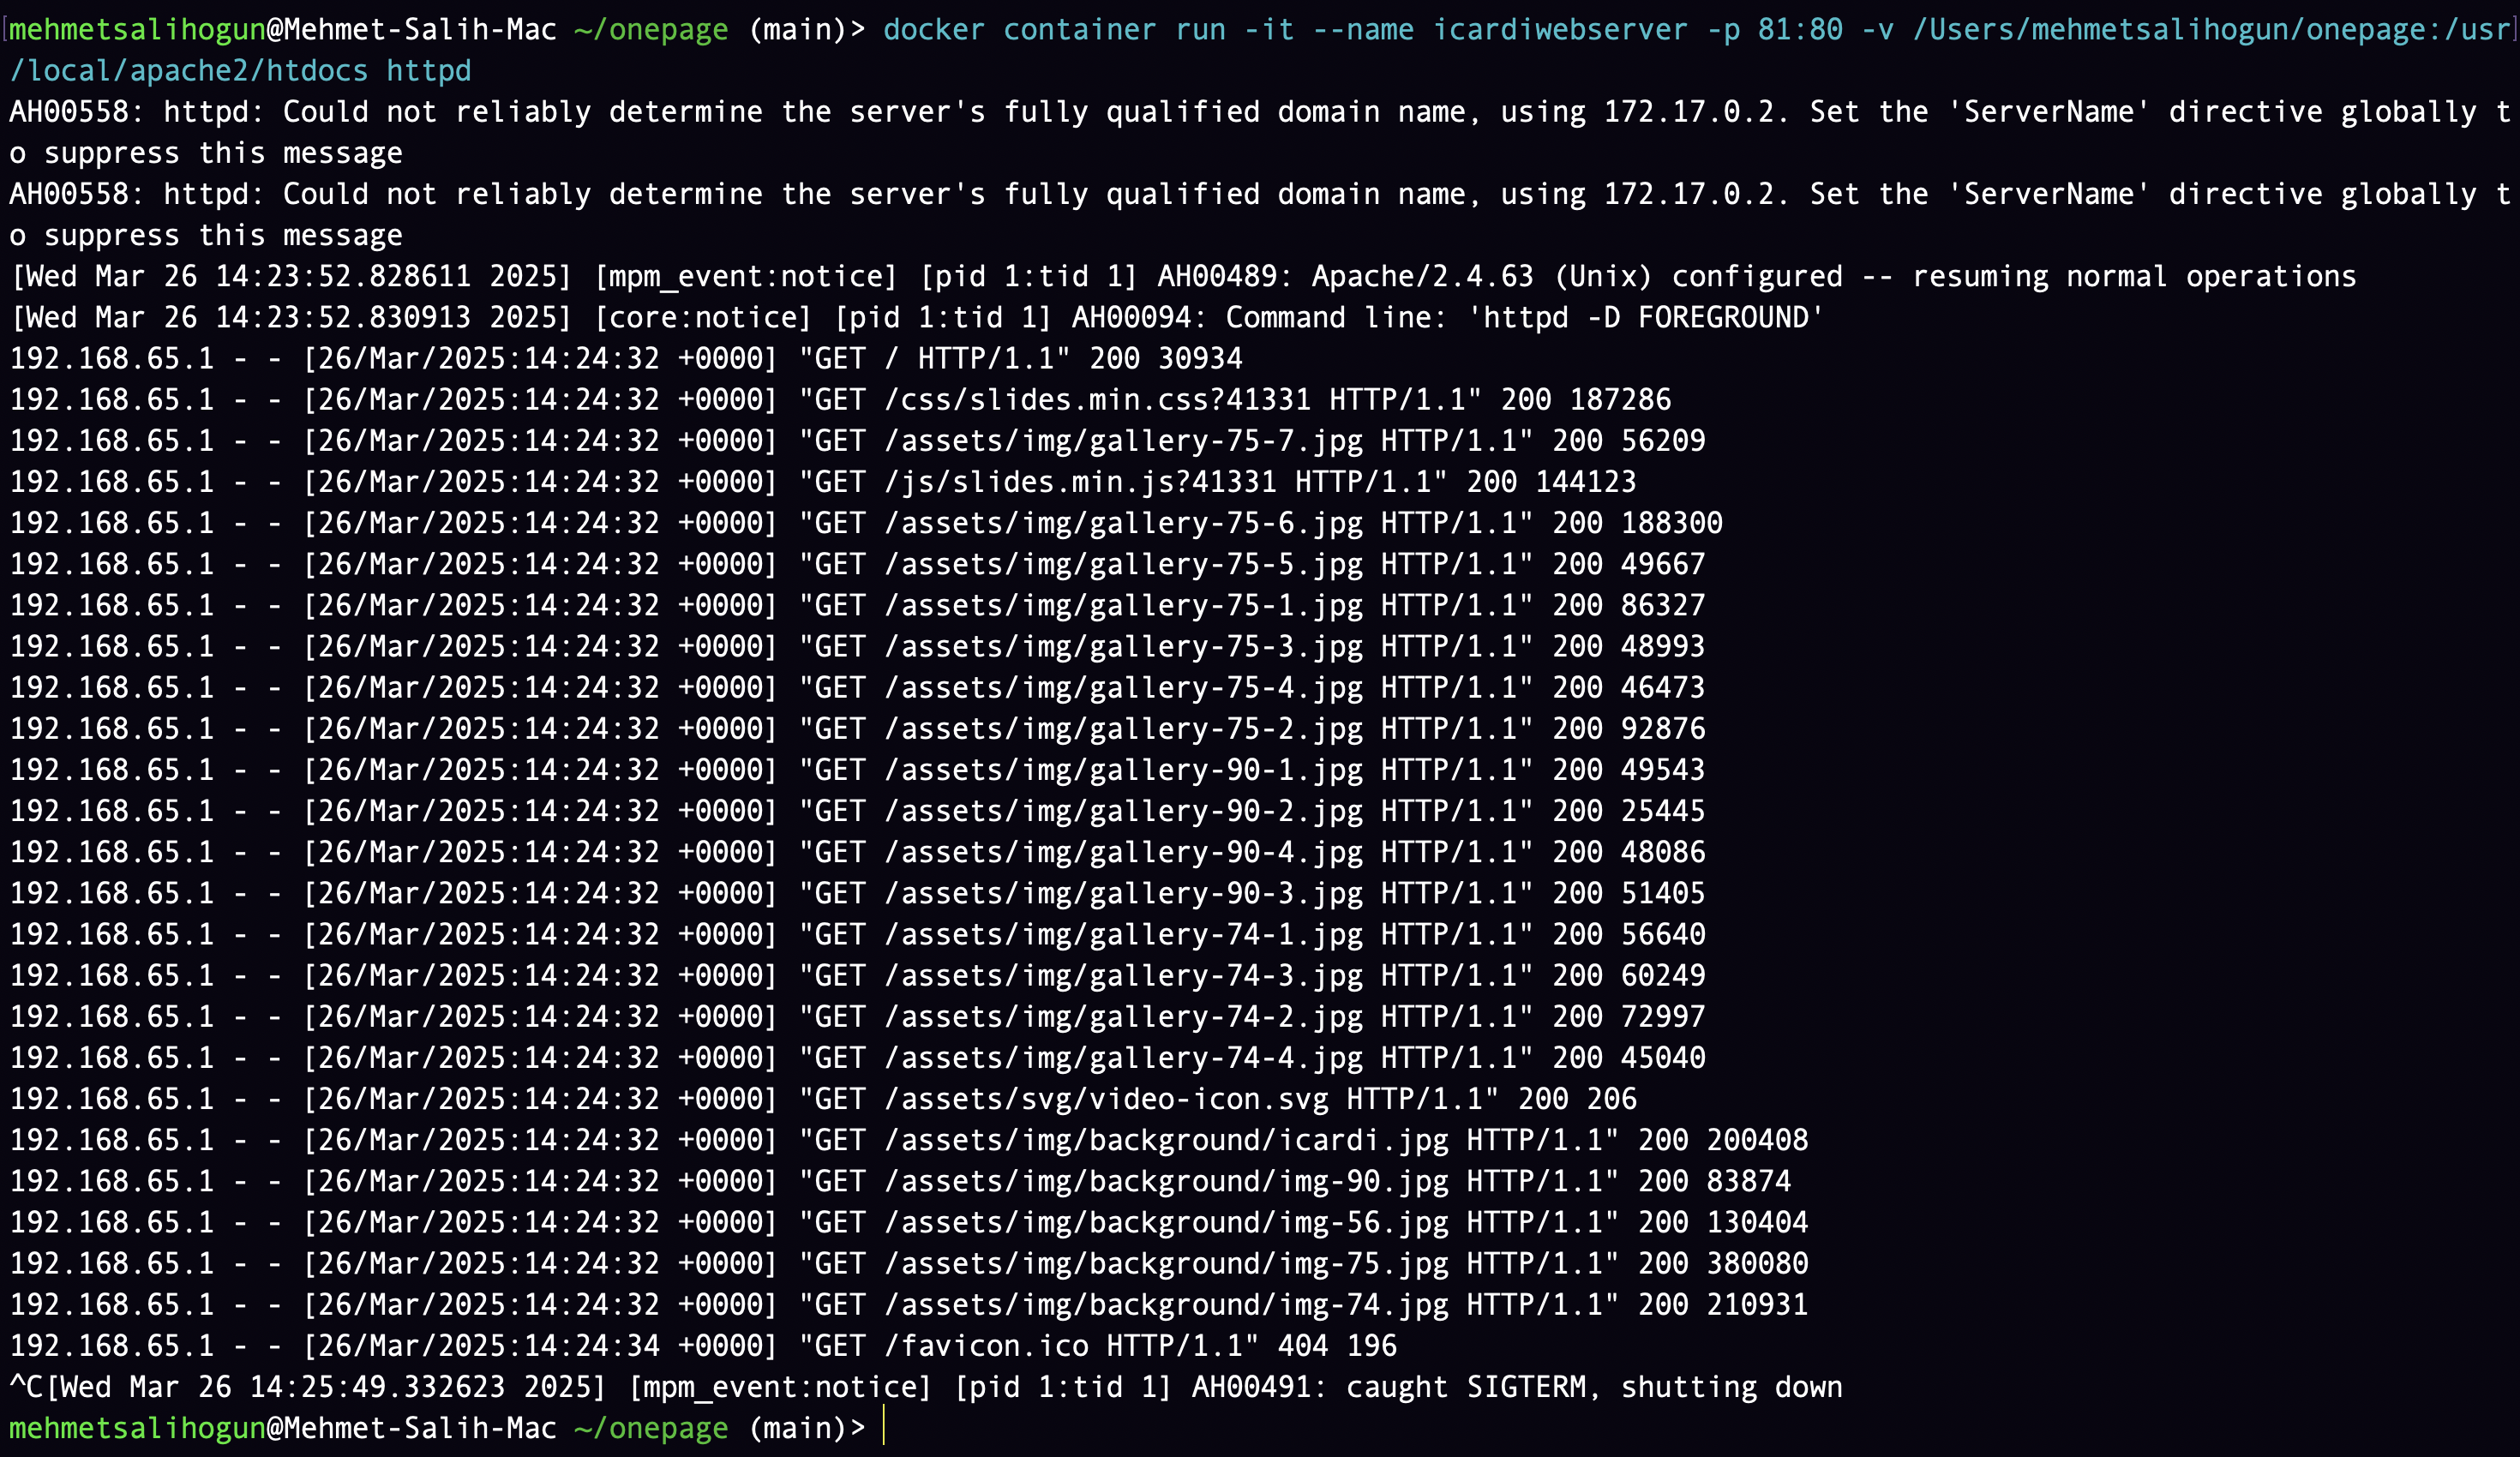 mehmetsalihogun@Mehmet-Salih-Mac ~/onepage (main)> docker container run -it --name icardiwebserver -p 81:80 -v /Users/mehmetsalihogun/onepage:/usr
/local/apache2/htdocs httpd
AH00558: httpd: Could not reliably determine the server's fully qualified domain name, using 172.17.0.2. Set the 'ServerName' directive globally t
o suppress this message
AH00558: httpd: Could not reliably determine the server's fully qualified domain name, using 172.17.0.2. Set the 'ServerName' directive globally t
o suppress this message
[Wed Mar 26 14:23:52.828611 2025] [mpm_event:notice] [pid 1:tid 1] AH00489: Apache/2.4.63 (Unix) configured -- resuming normal operations
[Wed Mar 26 14:23:52.830913 2025] [core:notice] [pid 1:tid 1] AH00094: Command line: 'httpd -D FOREGROUND'
192.168.65.1 - - [26/Mar/2025:14:24:32 +0000] "GET / HTTP/1.1" 200 30934
192.168.65.1 - - [26/Mar/2025:14:24:32 +0000] "GET /css/slides.min.css?41331 HTTP/1.1" 200 187286
192.168.65.1 - - [26/Mar/2025:14:24:32 +0000] "GET /assets/img/gallery-75-7.jpg HTTP/1.1" 200 56209
192.168.65.1 - - [26/Mar/2025:14:24:32 +0000] "GET /js/slides.min.js?41331 HTTP/1.1" 200 144123
192.168.65.1 - - [26/Mar/2025:14:24:32 +0000] "GET /assets/img/gallery-75-6.jpg HTTP/1.1" 200 188300
192.168.65.1 - - [26/Mar/2025:14:24:32 +0000] "GET /assets/img/gallery-75-5.jpg HTTP/1.1" 200 49667
192.168.65.1 - - [26/Mar/2025:14:24:32 +0000] "GET /assets/img/gallery-75-1.jpg HTTP/1.1" 200 86327
192.168.65.1 - - [26/Mar/2025:14:24:32 +0000] "GET /assets/img/gallery-75-3.jpg HTTP/1.1" 200 48993
192.168.65.1 - - [26/Mar/2025:14:24:32 +0000] "GET /assets/img/gallery-75-4.jpg HTTP/1.1" 200 46473
192.168.65.1 - - [26/Mar/2025:14:24:32 +0000] "GET /assets/img/gallery-75-2.jpg HTTP/1.1" 200 92876
192.168.65.1 - - [26/Mar/2025:14:24:32 +0000] "GET /assets/img/gallery-90-1.jpg HTTP/1.1" 200 49543
192.168.65.1 - - [26/Mar/2025:14:24:32 +0000] "GET /assets/img/gallery-90-2.jpg HTTP/1.1" 200 25445
192.168.65.1 - - [26/Mar/2025:14:24:32 +0000] "GET /assets/img/gallery-90-4.jpg HTTP/1.1" 200 48086
192.168.65.1 - - [26/Mar/2025:14:24:32 +0000] "GET /assets/img/gallery-90-3.jpg HTTP/1.1" 200 51405
192.168.65.1 - - [26/Mar/2025:14:24:32 +0000] "GET /assets/img/gallery-74-1.jpg HTTP/1.1" 200 56640
192.168.65.1 - - [26/Mar/2025:14:24:32 +0000] "GET /assets/img/gallery-74-3.jpg HTTP/1.1" 200 60249
192.168.65.1 - - [26/Mar/2025:14:24:32 +0000] "GET /assets/img/gallery-74-2.jpg HTTP/1.1" 200 72997
192.168.65.1 - - [26/Mar/2025:14:24:32 +0000] "GET /assets/img/gallery-74-4.jpg HTTP/1.1" 200 45040
192.168.65.1 - - [26/Mar/2025:14:24:32 +0000] "GET /assets/svg/video-icon.svg HTTP/1.1" 200 206
192.168.65.1 - - [26/Mar/2025:14:24:32 +0000] "GET /assets/img/background/icardi.jpg HTTP/1.1" 200 200408
192.168.65.1 - - [26/Mar/2025:14:24:32 +0000] "GET /assets/img/background/img-90.jpg HTTP/1.1" 200 83874
192.168.65.1 - - [26/Mar/2025:14:24:32 +0000] "GET /assets/img/background/img-56.jpg HTTP/1.1" 200 130404
192.168.65.1 - - [26/Mar/2025:14:24:32 +0000] "GET /assets/img/background/img-75.jpg HTTP/1.1" 200 380080
192.168.65.1 - - [26/Mar/2025:14:24:32 +0000] "GET /assets/img/background/img-74.jpg HTTP/1.1" 200 210931
192.168.65.1 - - [26/Mar/2025:14:24:34 +0000] "GET /favicon.ico HTTP/1.1" 404 196
^C[Wed Mar 26 14:25:49.332623 2025] [mpm_event:notice] [pid 1:tid 1] AH00491: caught SIGTERM, shutting down
mehmetsalihogun@Mehmet-Salih-Mac ~/onepage (main)>